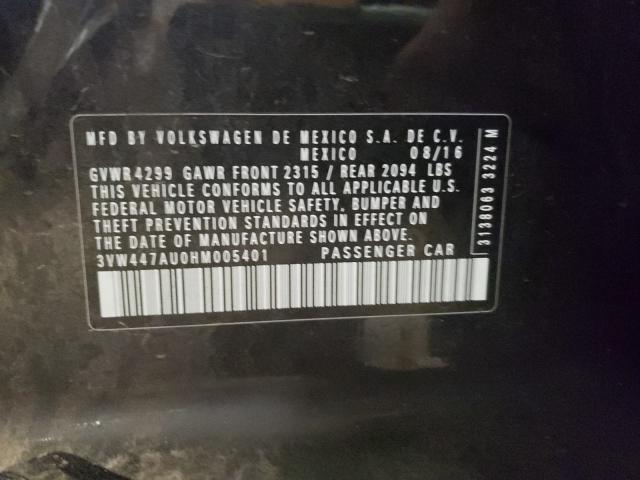 MFD BY VOLKSWAGEN DE MEXICO S.A. DE C.V.
MEXICO 08/16
GVWR4299 GAWR FRONT 2315 / REAR 2094 LBS
THIS VEHICLE CONFORMS TO ALL APPLICABLE U.S.
FEDERAL MOTOR VEHICLE SAFETY, BUMPER AND
THEFT PREVENTION STANDARDS IN EFFECT ON
THE DATE OF MANUFACTURE SHOWN ABOVE.
3VW447AU0HM005401 PASSENGER CAR
3138063 3224 M